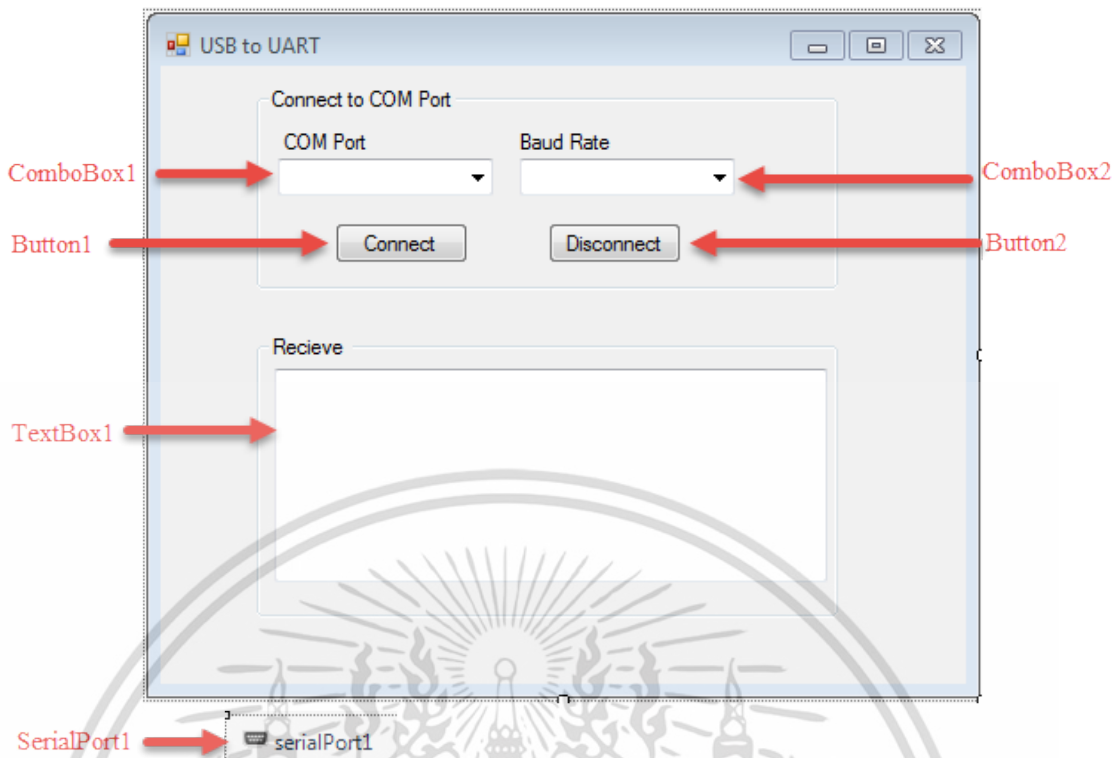 USB to UART
Connect to COM Port
COM Port Baud Rate
ComboBox1 ComboBox2
Button1 Connect Disconnect Button2
Recieve
TextBox1
SerialPort1 serialPort1